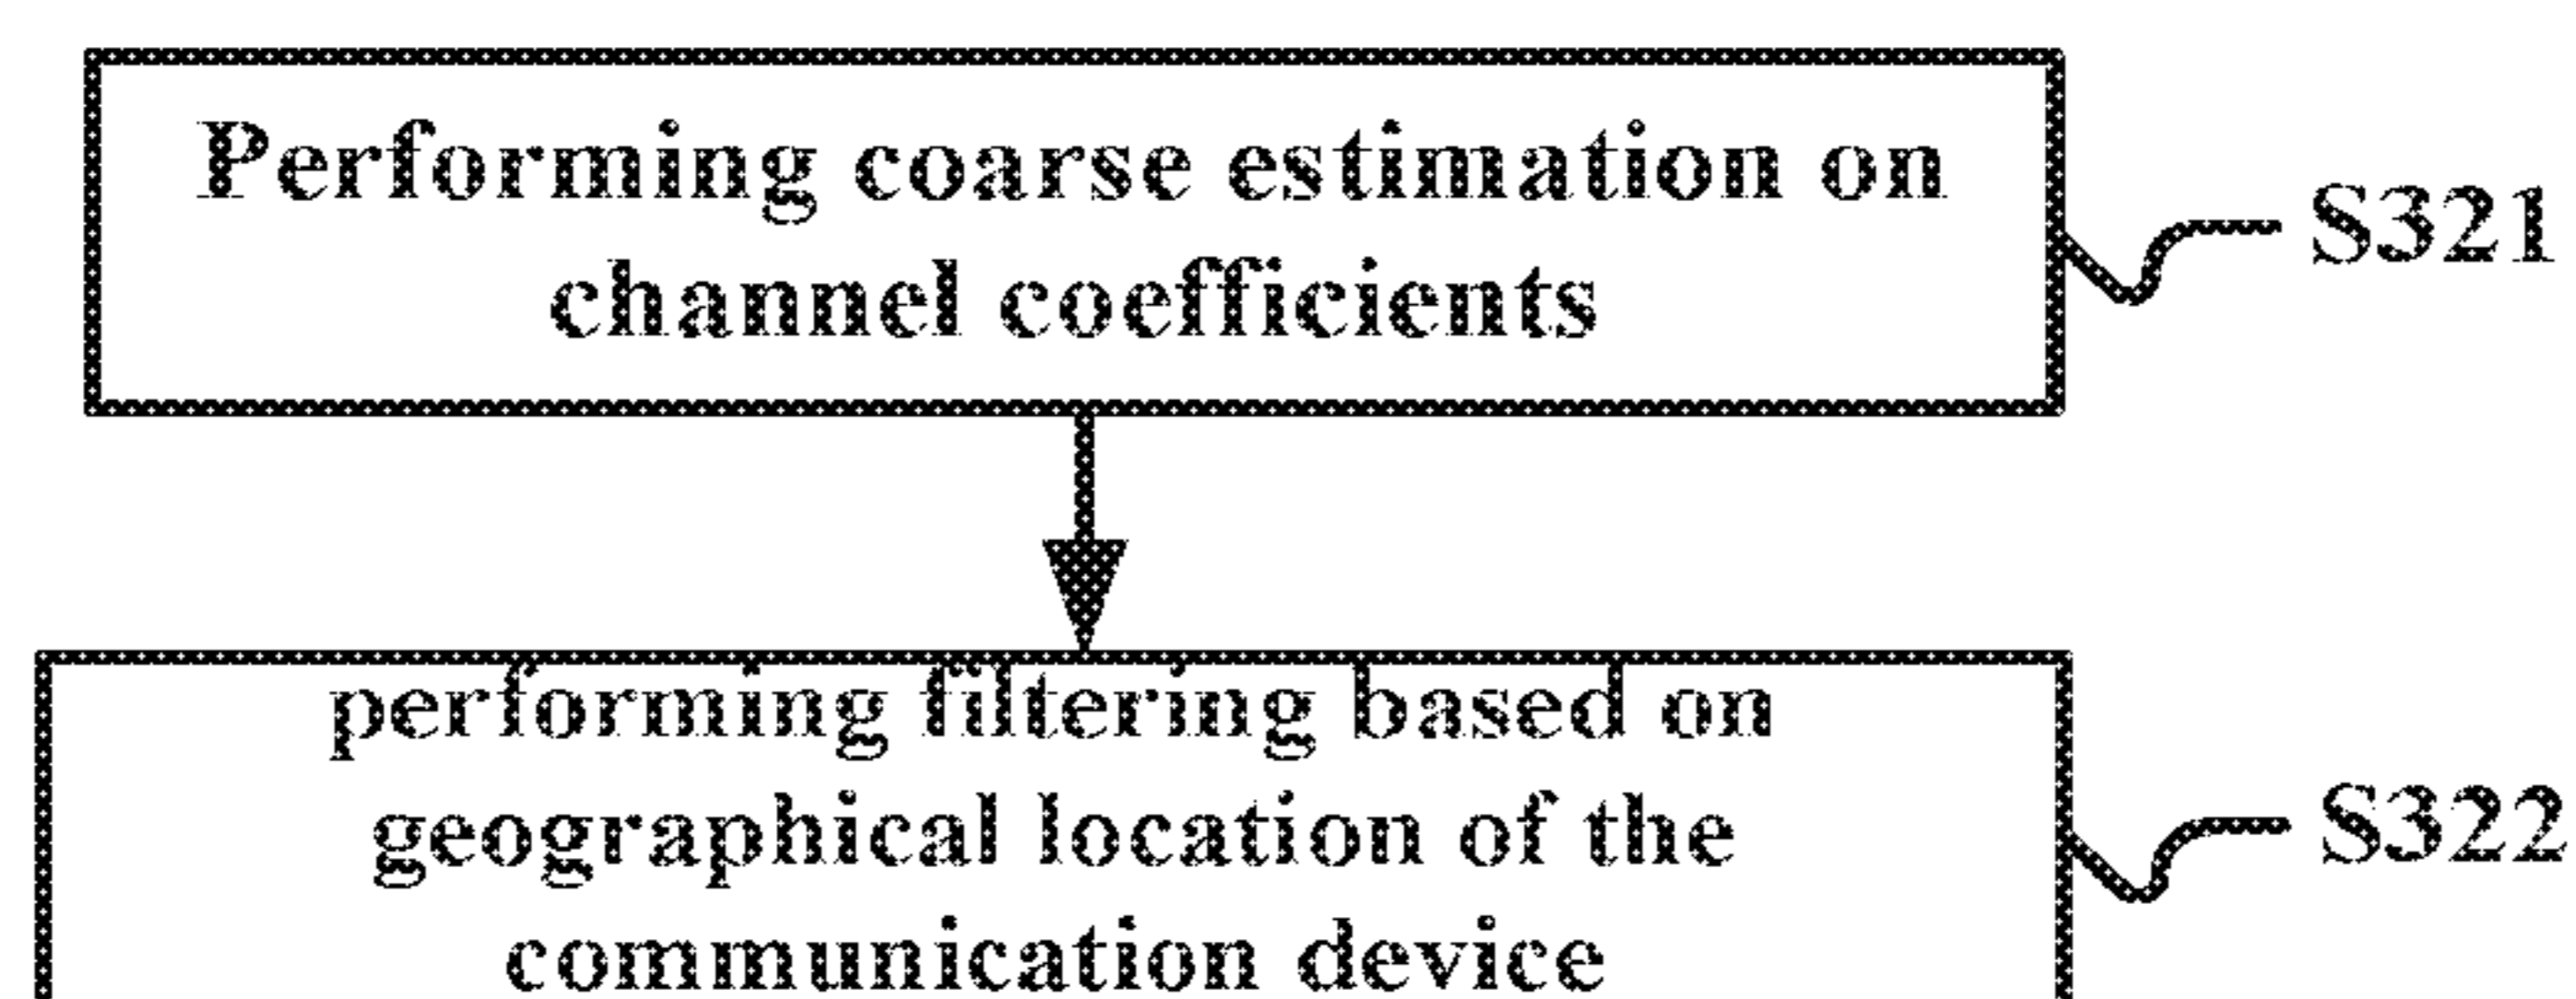 Performing coarse estimation on
channel coefficients
S321
performing filtering based on
geographical location of the
communication device
S322